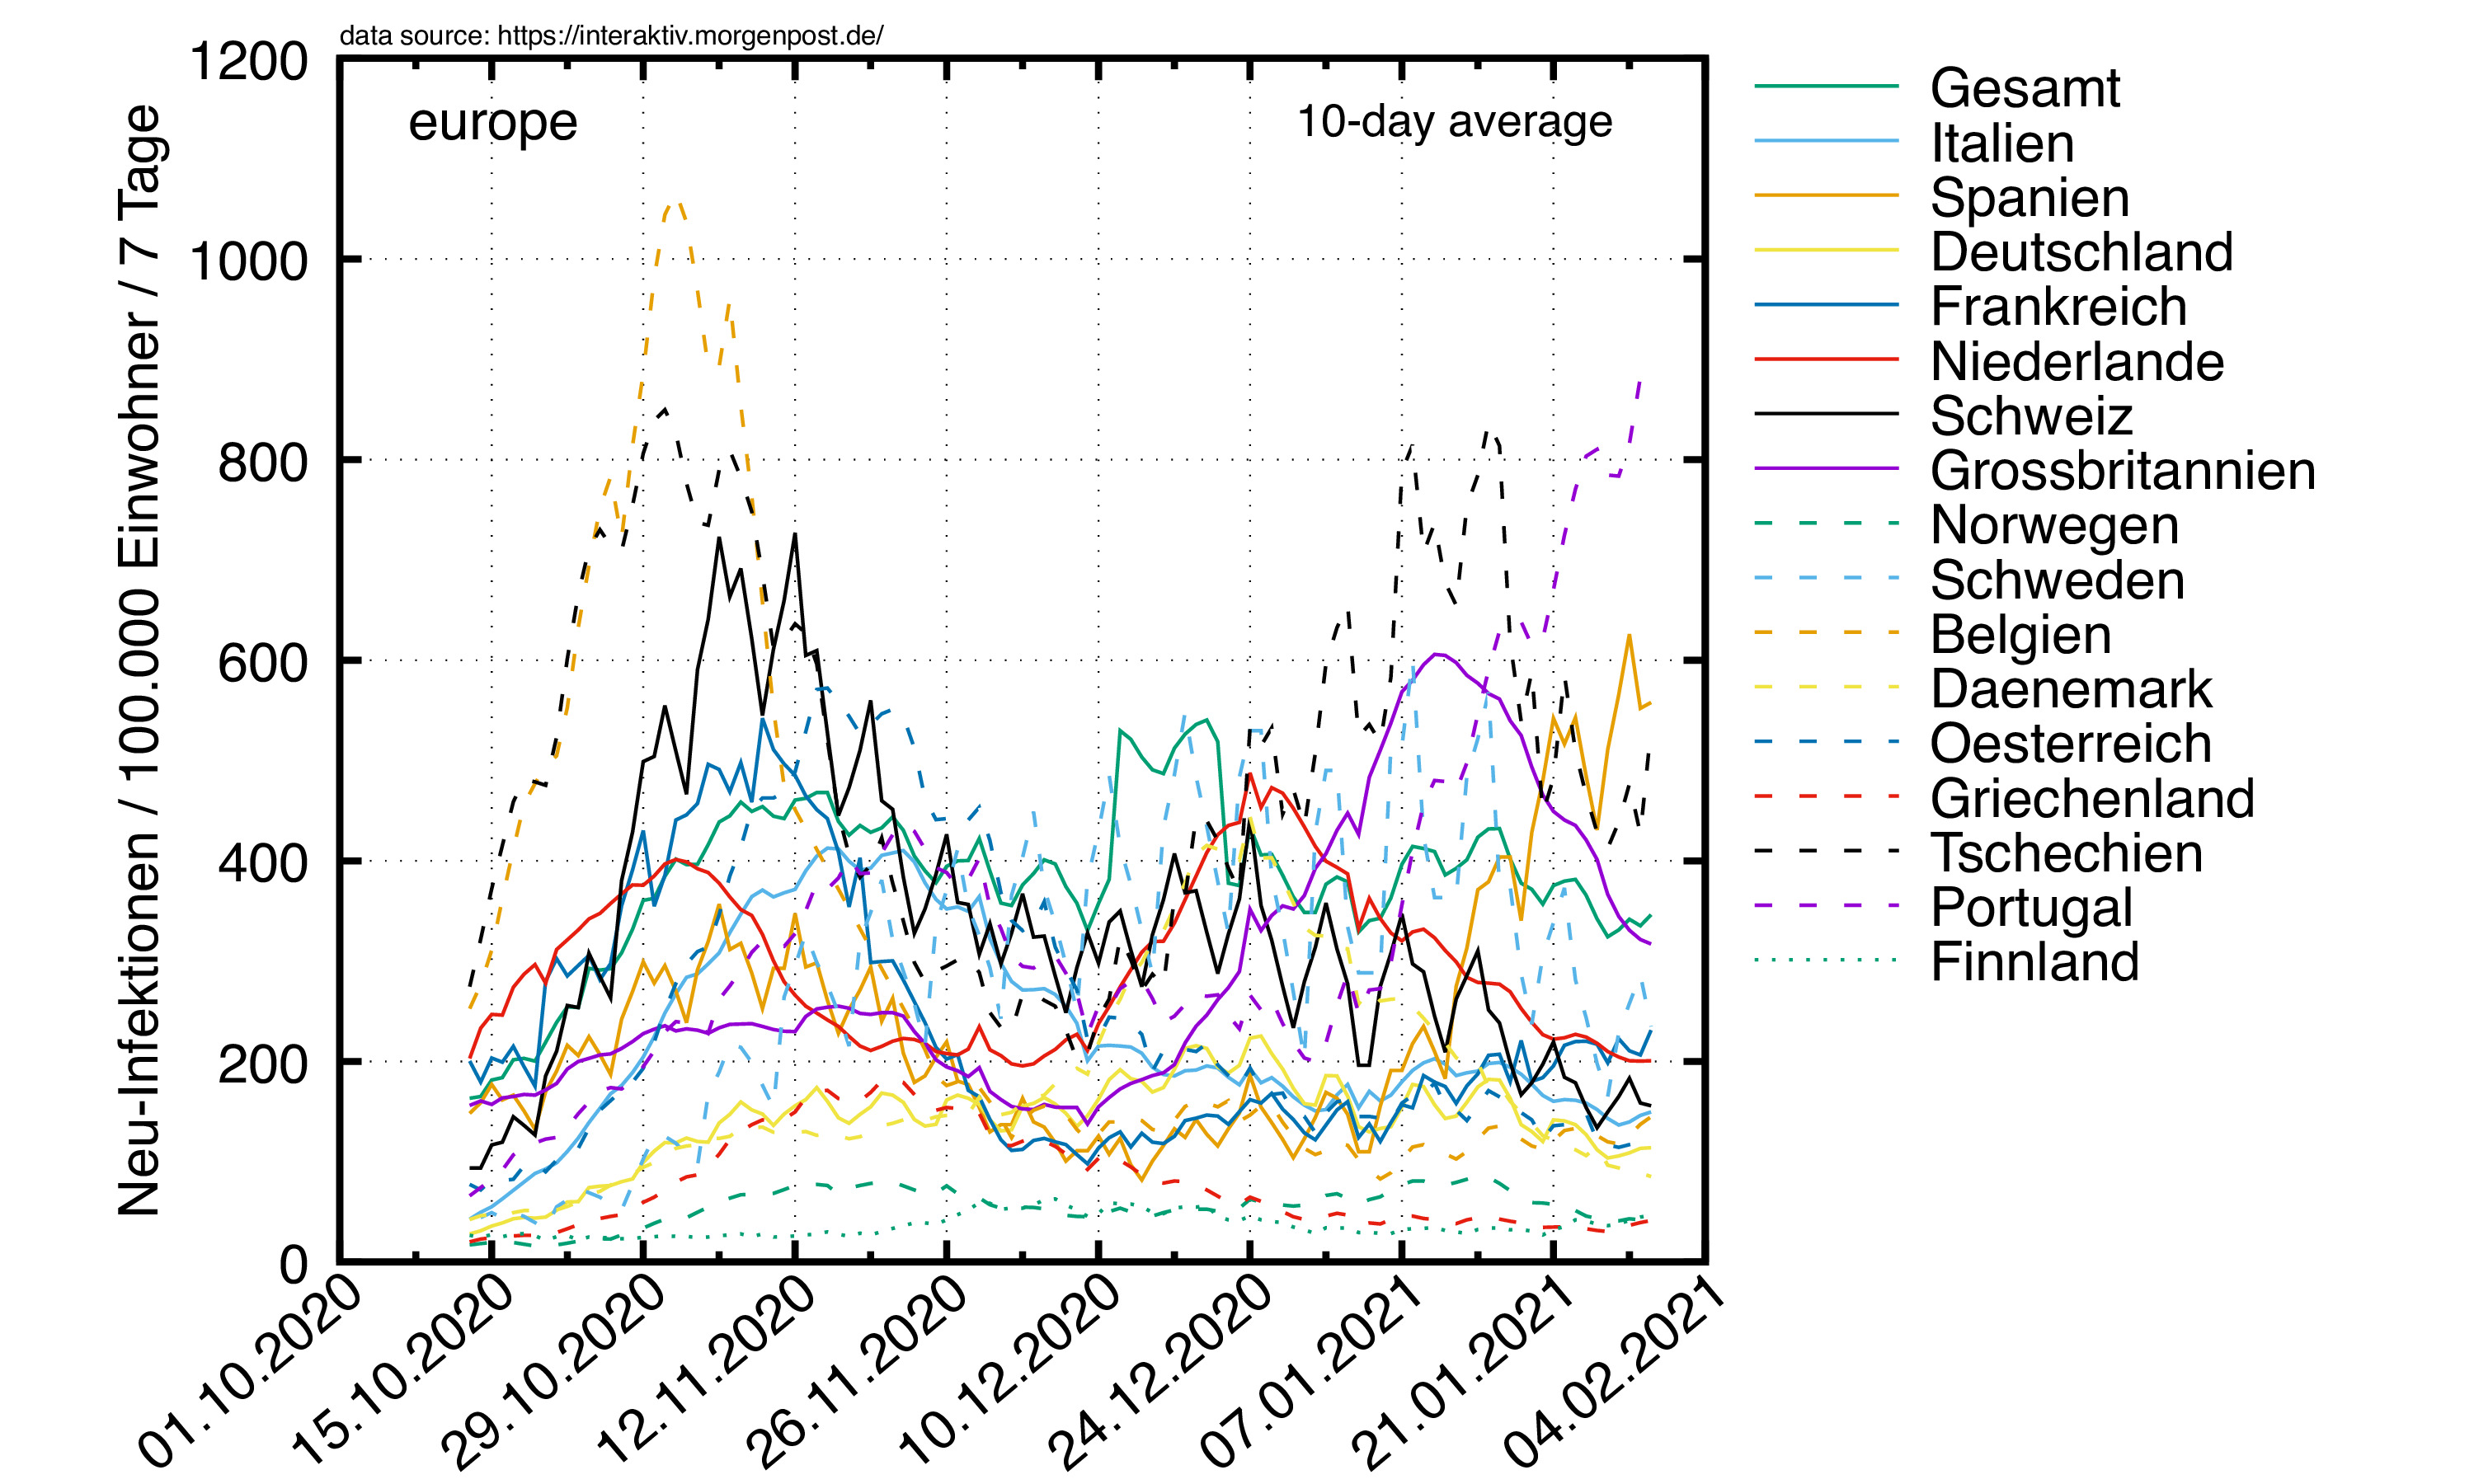 data source: https://interaktiv.morgenpost.de/
europe
10-day average
Neu-Infektionen / 100.000 Einwohner / 7 Tage
1200
1000
800
600
400
200
0
01.10.2020
15.10.2020
29.10.2020
12.11.2020
26.11.2020
10.12.2020
24.12.2020
07.01.2021
21.01.2021
04.02.2021
Gesamt
Italien
Spanien
Deutschland
Frankreich
Niederlande
Schweiz
Grossbritannien
Norwegen
Schweden
Belgien
Daenemark
Oesterreich
Griechenland
Tschechien
Portugal
Finnland